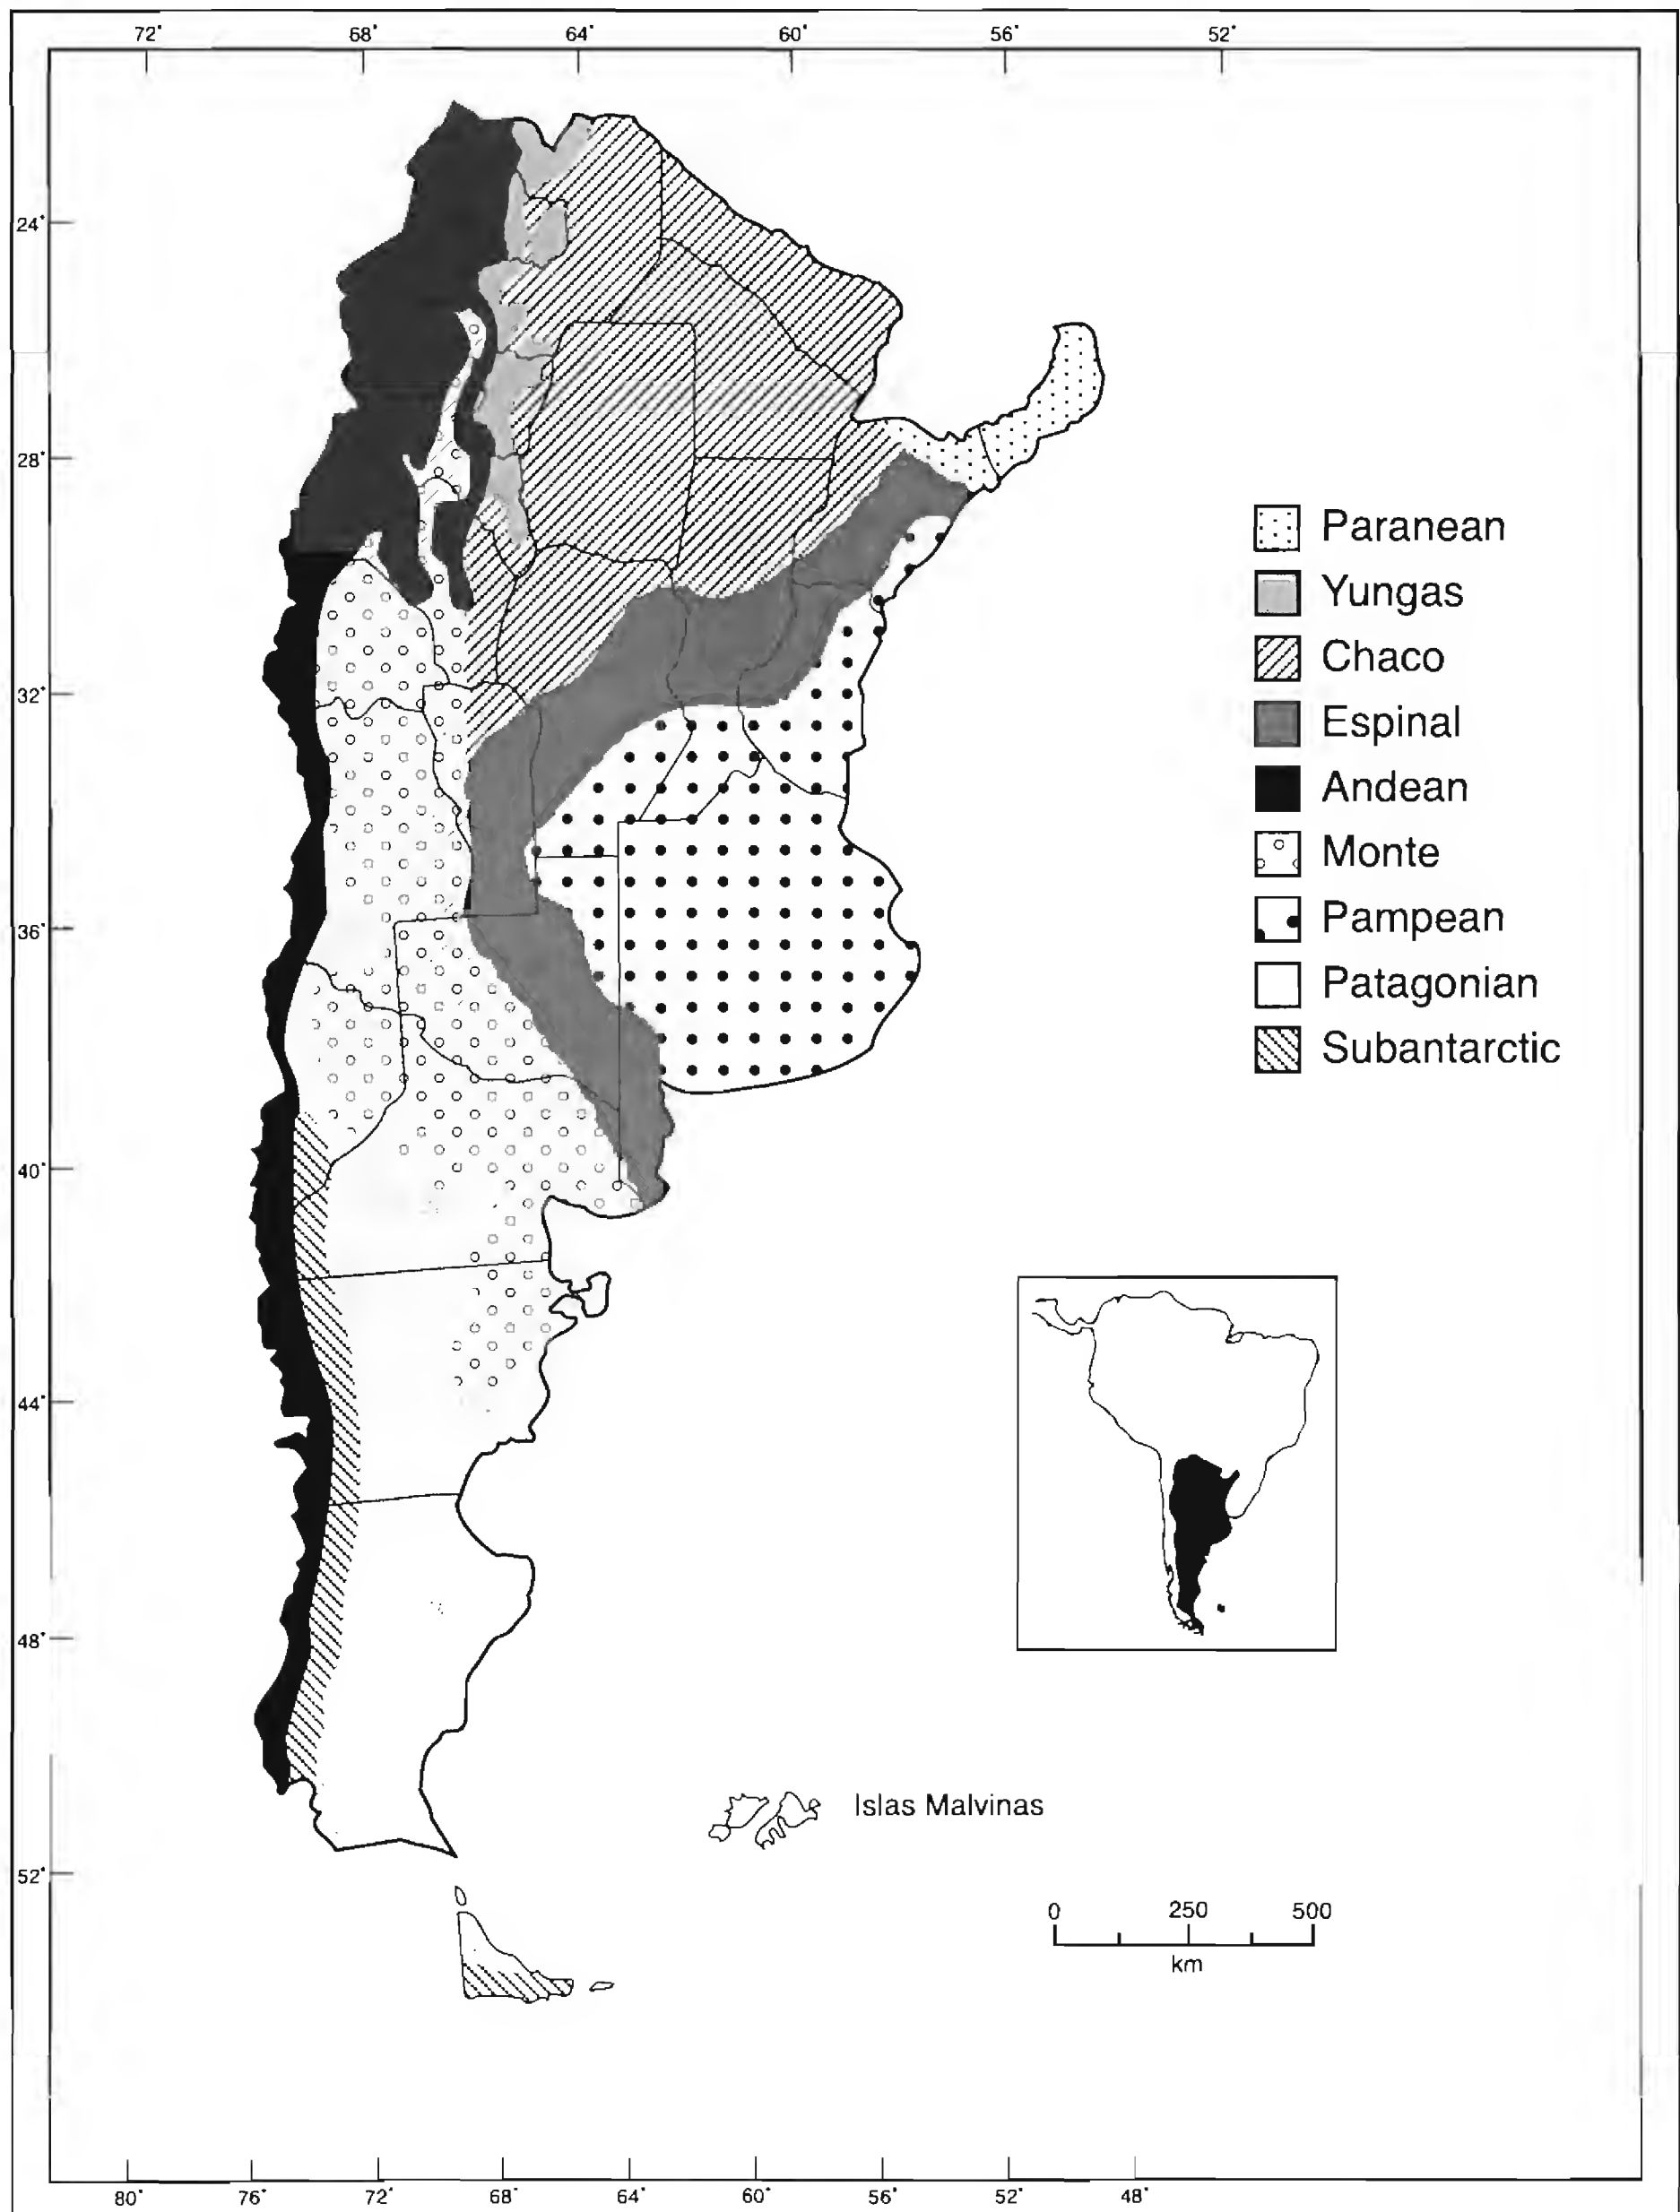 72° 68° 64° 60° 56° 52°
24°
28°
32°
36°
40°
44°
48°
52°
Paranean
Yungas
Chaco
Espinal
Andean
Monte
Pampean
Patagonian
Subantarctic
Islas Malvinas
0 250 500
km
80° 76° 72° 68° 64° 60° 56° 52° 48°